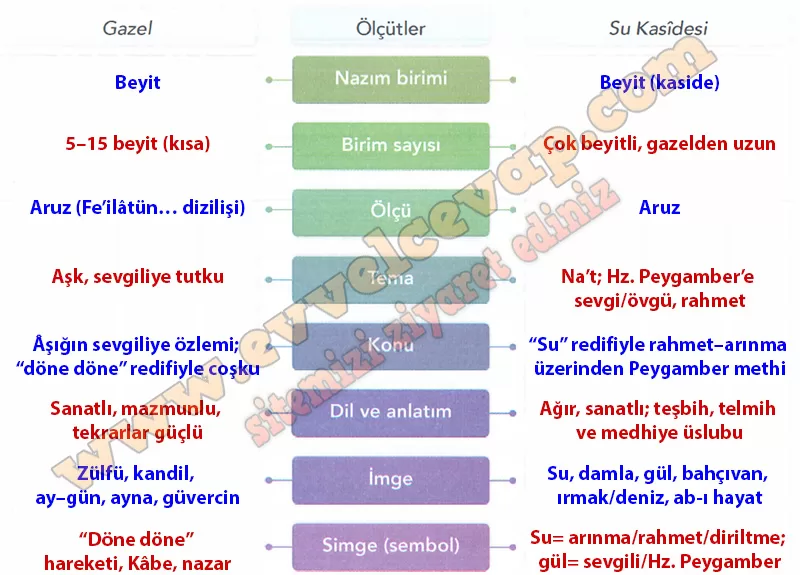 Gazel Ölçütler Su Kasîdesi
Beyit Nazım birimi Beyit (kaside)
5–15 beyit (kısa) Birim sayısı Çok beyitli, gazelden uzun
Aruz (Fe’ilâtün… dizilişi) Ölçü Aruz
Aşk, sevgiliye tutku Tema Na’t; Hz. Peygamber’e
sevgi/övgü, rahmet
Âşığın sevgiliye özlemi; Konu “Su” redifiyle rahmet–arınma
“döne döne” redifiyle coşku üzerinden Peygamber methi
Sanatlı, mazmunlu, Dil ve anlatım Ağır, sanatlı; teşbih, telmih
tekrarlar güçlü ve medhiye üslubu
Zülfü, kandil, İmge Su, damla, gül, bahçıvan,
ay–gün, ayna, güvercin ırmak/deniz, ab-ı hayat
“Döne döne” Simge (sembol) Su= arınma/rahmet/diriltme;
hareketi, Kâbe, nazar gül= sevgili/Hz. Peygamber
www.evvelcevap.com
sitemizi ziyaret ediniz